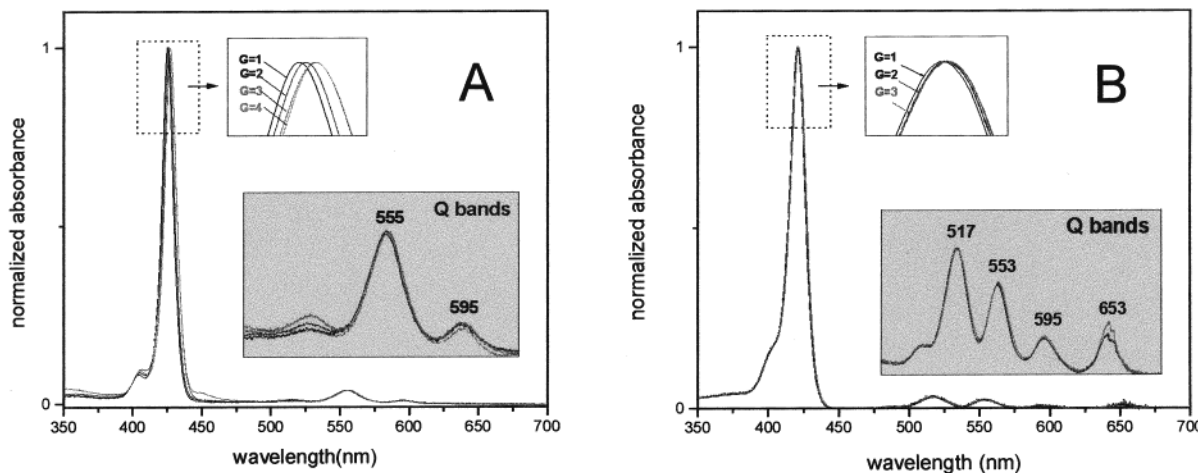 A
normalized absorbance
1
0
G=1
G=2
G=3
G=4
Q bands
555
595
350 400 450 500 550 600 650 700
wavelength(nm)
B
normalized absorbance
1
0
G=1
G=2
G=3
Q bands
517
553
595
653
350 400 450 500 550 600 650 700
wavelength(nm)